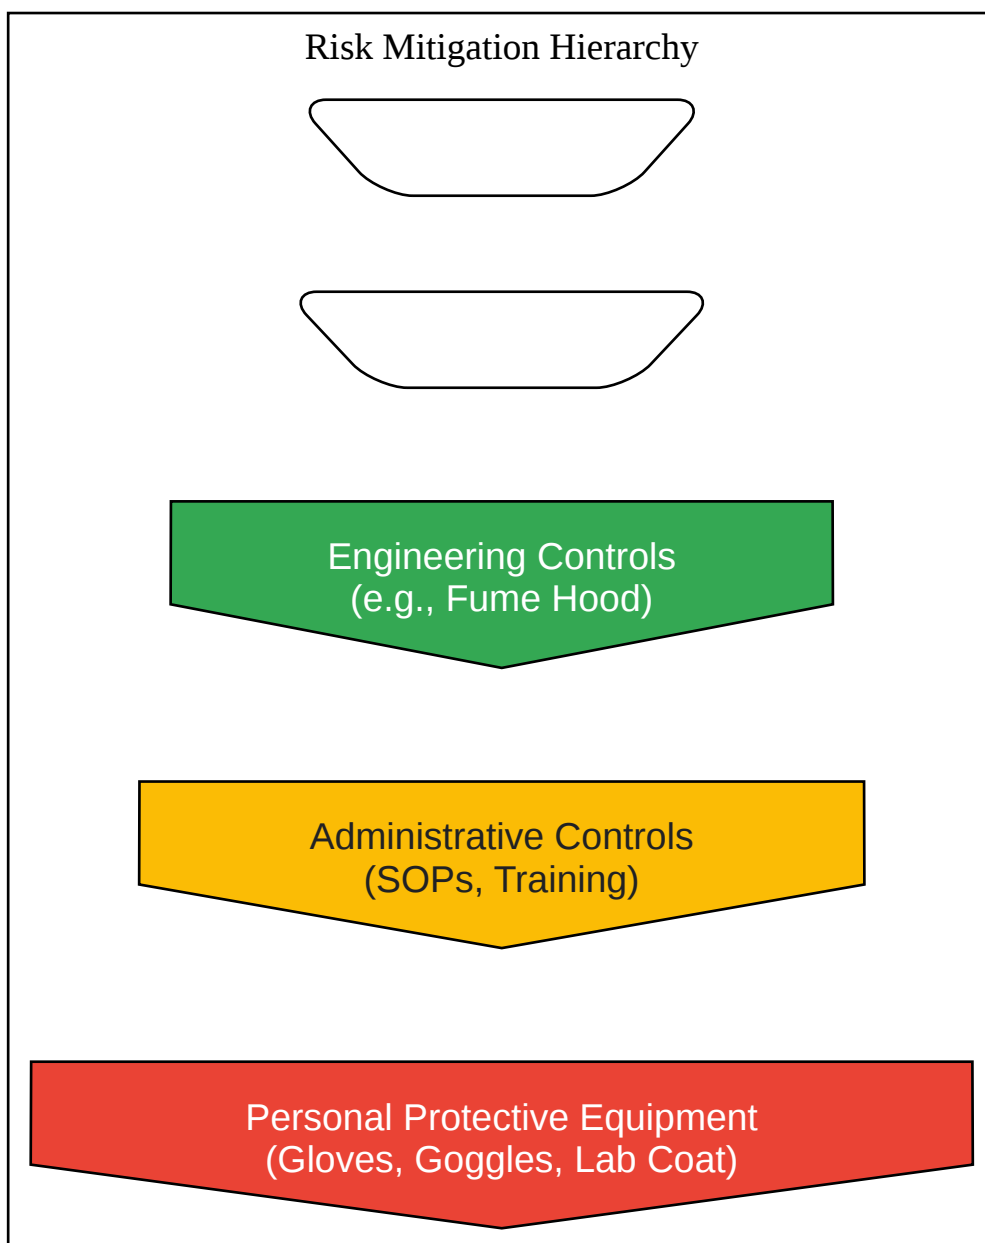 Risk Mitigation Hierarchy
Engineering Controls
(e.g., Fume Hood)
Administrative Controls
(SOPs, Training)
Personal Protective Equipment
(Gloves, Goggles, Lab Coat)